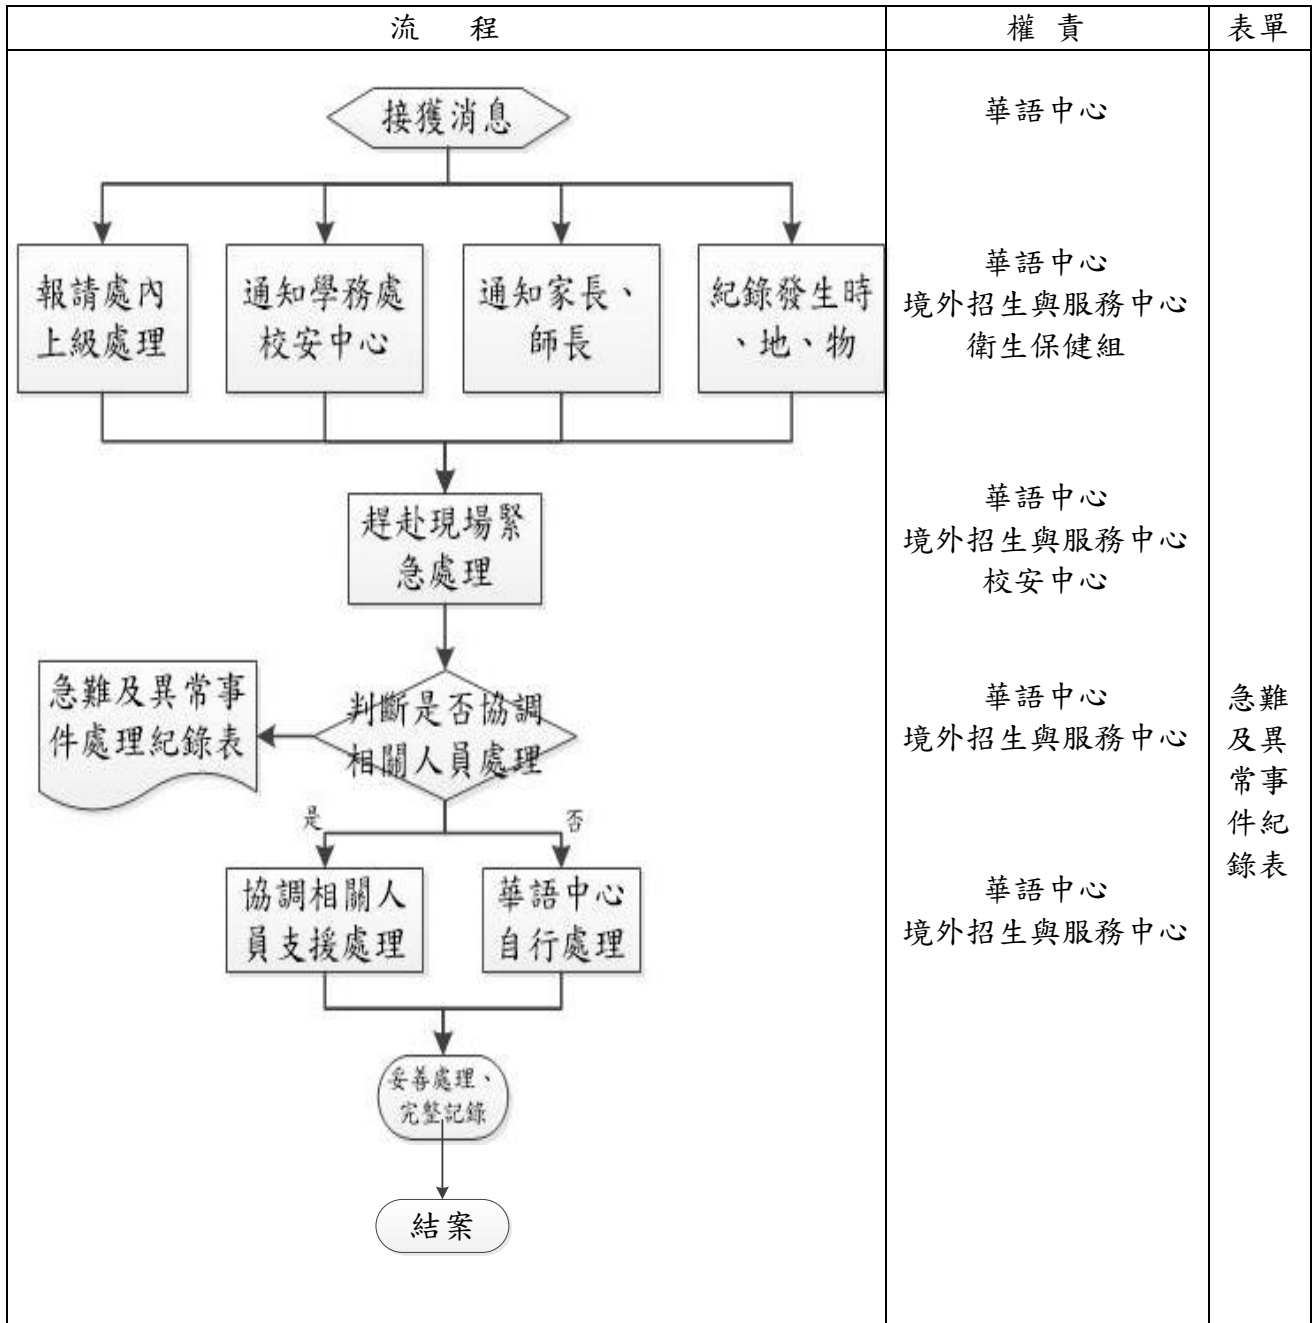 流 程
權 責
表單
接獲消息
華語中心
報請處內
上級處理
通知學務處
校安中心
通知家長、
師長
紀錄發生時
、地、物
華語中心
境外招生與服務中心
衛生保健組
趕赴現場緊
急處理
華語中心
境外招生與服務中心
校安中心
急難及異常事
件處理紀錄表
判斷是否協調
相關人員處理
華語中心
境外招生與服務中心
急難
及異
常事
件紀
錄表
是
否
協調相關人
員支援處理
華語中心
自行處理
華語中心
境外招生與服務中心
妥善處理、
完整記錄
結案